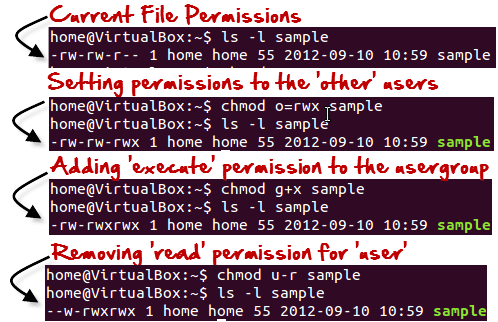 Current File Permissions
home@VirtualBox:~$ ls -l sample
-rw-rw-r-- 1 home home 55 2012-09-10 10:59 sample
Setting permissions to the 'other' users
home@VirtualBox:~$ chmod o=rwx sample
home@VirtualBox:~$ ls -l sample
-rw-rw-rwx 1 home home 55 2012-09-10 10:59 sample
Adding 'execute' permission to the usergroup
home@VirtualBox:~$ chmod g+x sample
home@VirtualBox:~$ ls -l sample
-rw-rwxrwx 1 home home 55 2012-09-10 10:59 sample
Removing 'read' permission for 'user'
home@VirtualBox:~$ chmod u-r sample
home@VirtualBox:~$ ls -l sample
--w-rwxrwx 1 home home 55 2012-09-10 10:59 sample